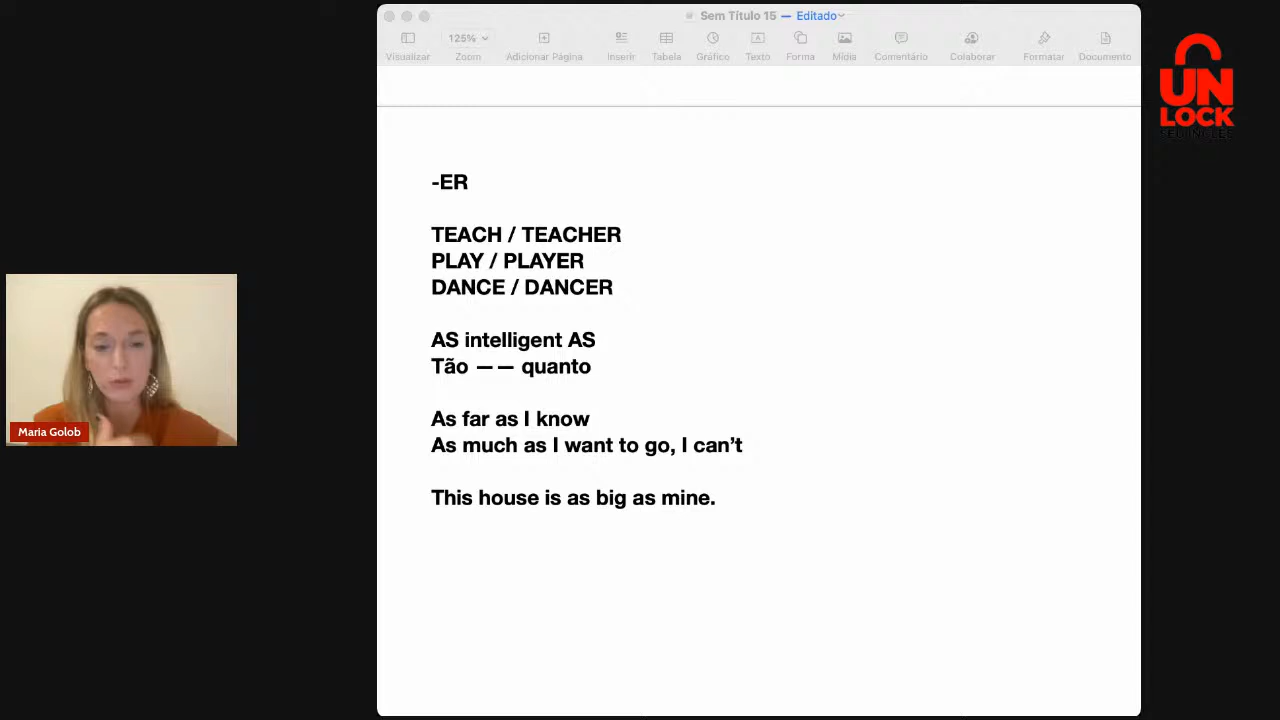 Sem Título 15 — Editado
125%
Visualizar Zoom Adicionar Página Inserir Tabela Gráfico Texto Forma Mídia Comentário Colaborar Formatar Documento
UN
LOCK
SEU INGLÊS
-ER
TEACH / TEACHER
PLAY / PLAYER
DANCE / DANCER
AS intelligent AS
Tão —— quanto
As far as I know
As much as I want to go, I can’t
This house is as big as mine.
Maria Golob